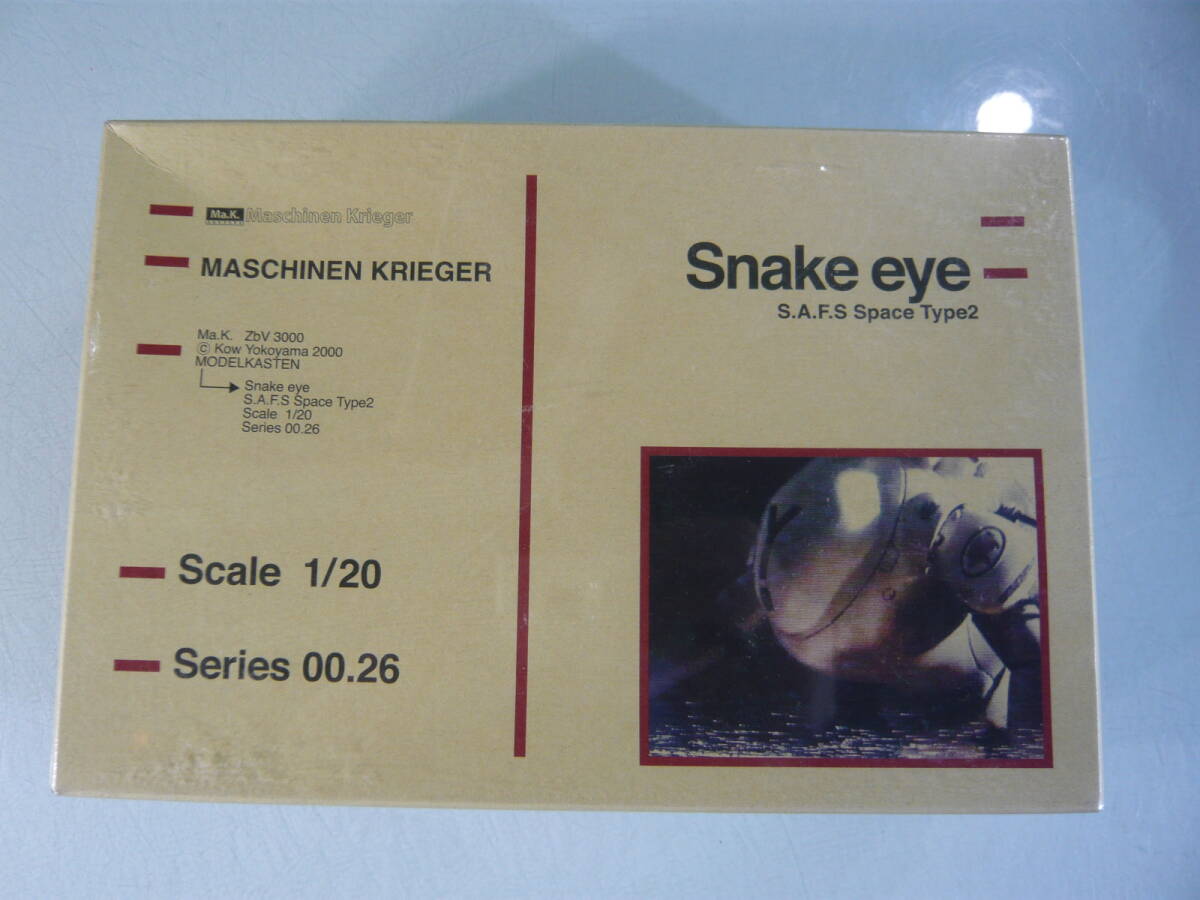 Ma.K. Maschinen Krieger
MASCHINEN KRIEGER
Ma.K. ZbV 3000
© Kow Yokoyama 2000
MODELKASTEN
Snake eye
S.A.F.S Space Type2
Scale 1/20
Series 00.26
Scale 1/20
Series 00.26
Snake eye
S.A.F.S Space Type2